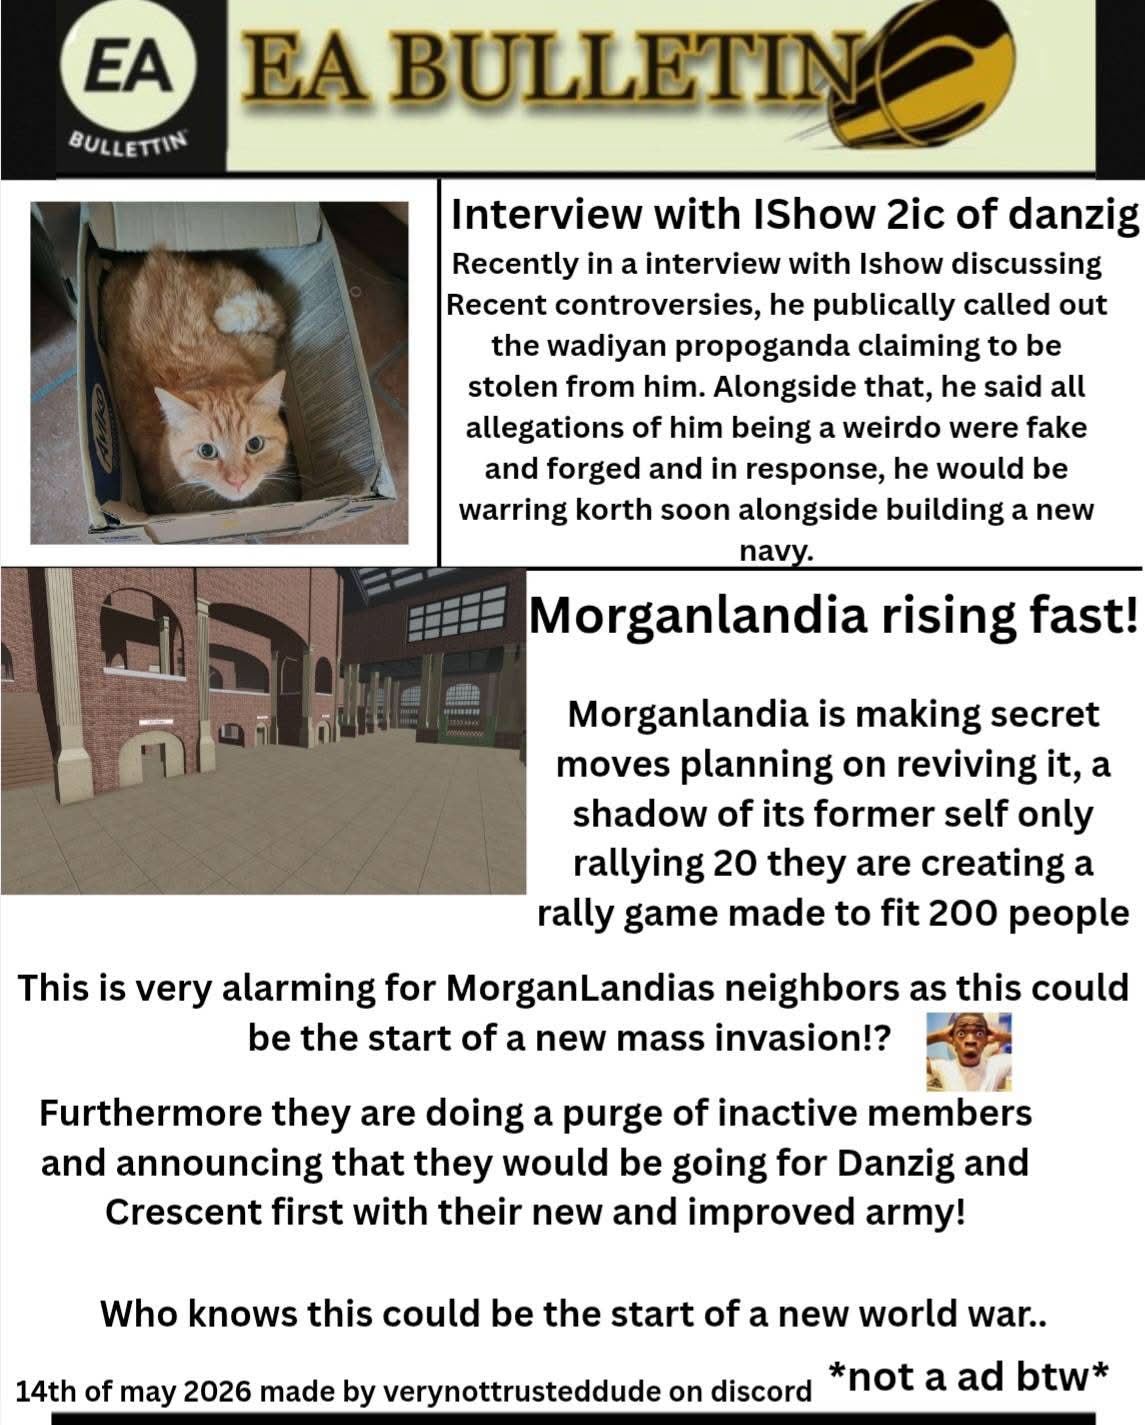 EA
BULLETTIN
EA BULLETIN
Interview with IShow 2ic of danzig
Recently in a interview with Ishow discussing
Recent controversies, he publically called out
the wadiyan propoganda claiming to be
stolen from him. Alongside that, he said all
allegations of him being a weirdo were fake
and forged and in response, he would be
warring korth soon alongside building a new
navy.
Aviko
Morganlandia rising fast!
Morganlandia is making secret
moves planning on reviving it, a
shadow of its former self only
rallying 20 they are creating a
rally game made to fit 200 people
This is very alarming for MorganLandias neighbors as this could
be the start of a new mass invasion!?
Furthermore they are doing a purge of inactive members
and announcing that they would be going for Danzig and
Crescent first with their new and improved army!
Who knows this could be the start of a new world war..
14th of may 2026 made by verynottrusteddude on discord
*not a ad btw*